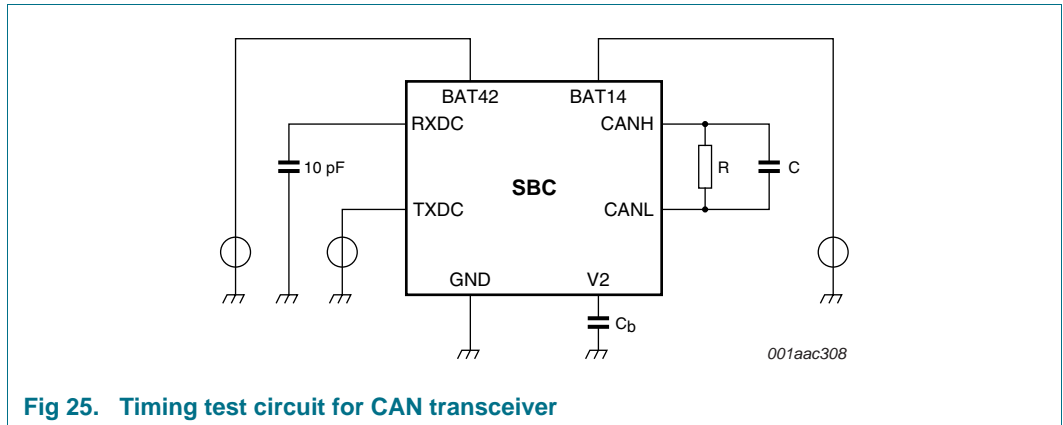 BAT42 BAT14
RXDC CANH
10 pF R C
SBC
TXDC CANL
GND V2
Cb
001aac308
Fig 25. Timing test circuit for CAN transceiver